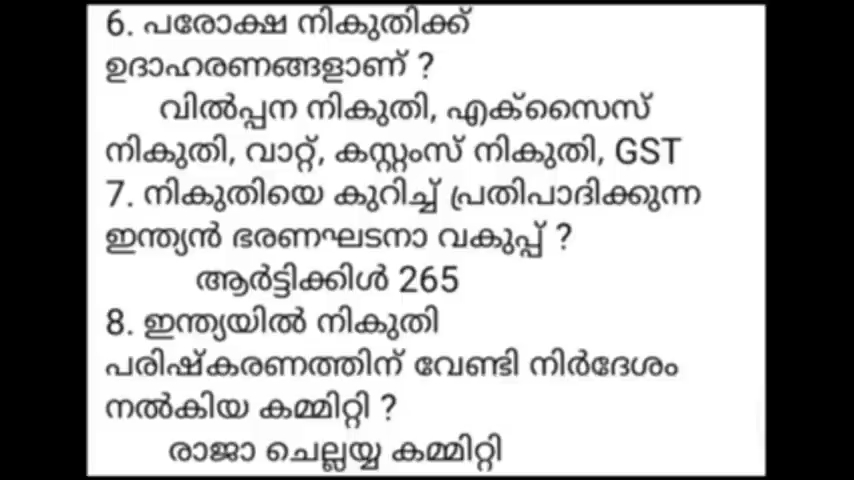 6. പരോക്ഷ നികുതിക്ക്
ഉദാഹരണങ്ങളാണ് ?
വിൽപ്പന നികുതി, എക്സൈസ്
നികുതി, വാറ്റ്, കസ്റ്റംസ് നികുതി, GST
7. നികുതിയെ കുറിച്ച് പ്രതിപാദിക്കുന്ന
ഇന്ത്യൻ ഭരണഘടനാ വകുപ്പ് ?
ആർട്ടിക്കിൾ 265
8. ഇന്ത്യയിൽ നികുതി
പരിഷ്കരണത്തിന് വേണ്ടി നിർദേശം
നൽകിയ കമ്മിറ്റി ?
രാജാ ചെല്ലയ്യ കമ്മിറ്റി